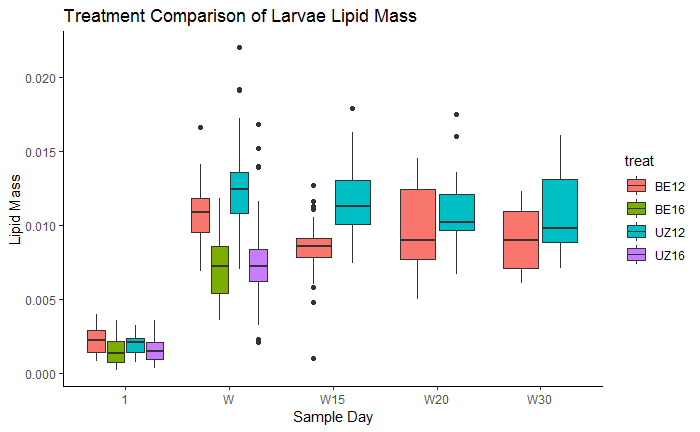 Treatment Comparison of Larvae Lipid Mass
Lipid Mass
0.020
0.015
0.010
0.005
0.000
1
W
W15
W20
W30
Sample Day
treat
BE12
BE16
UZ12
UZ16